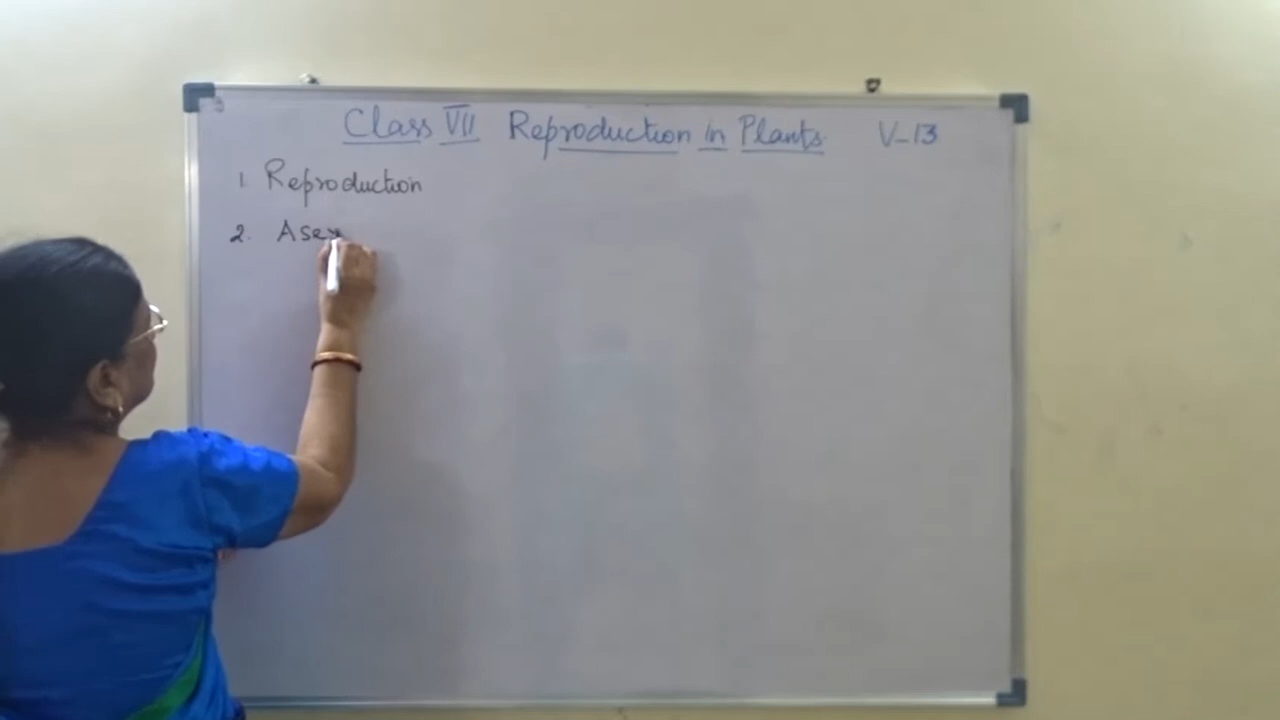 Class VII Reproduction in Plants V-13
1. Reproduction
2. Asex